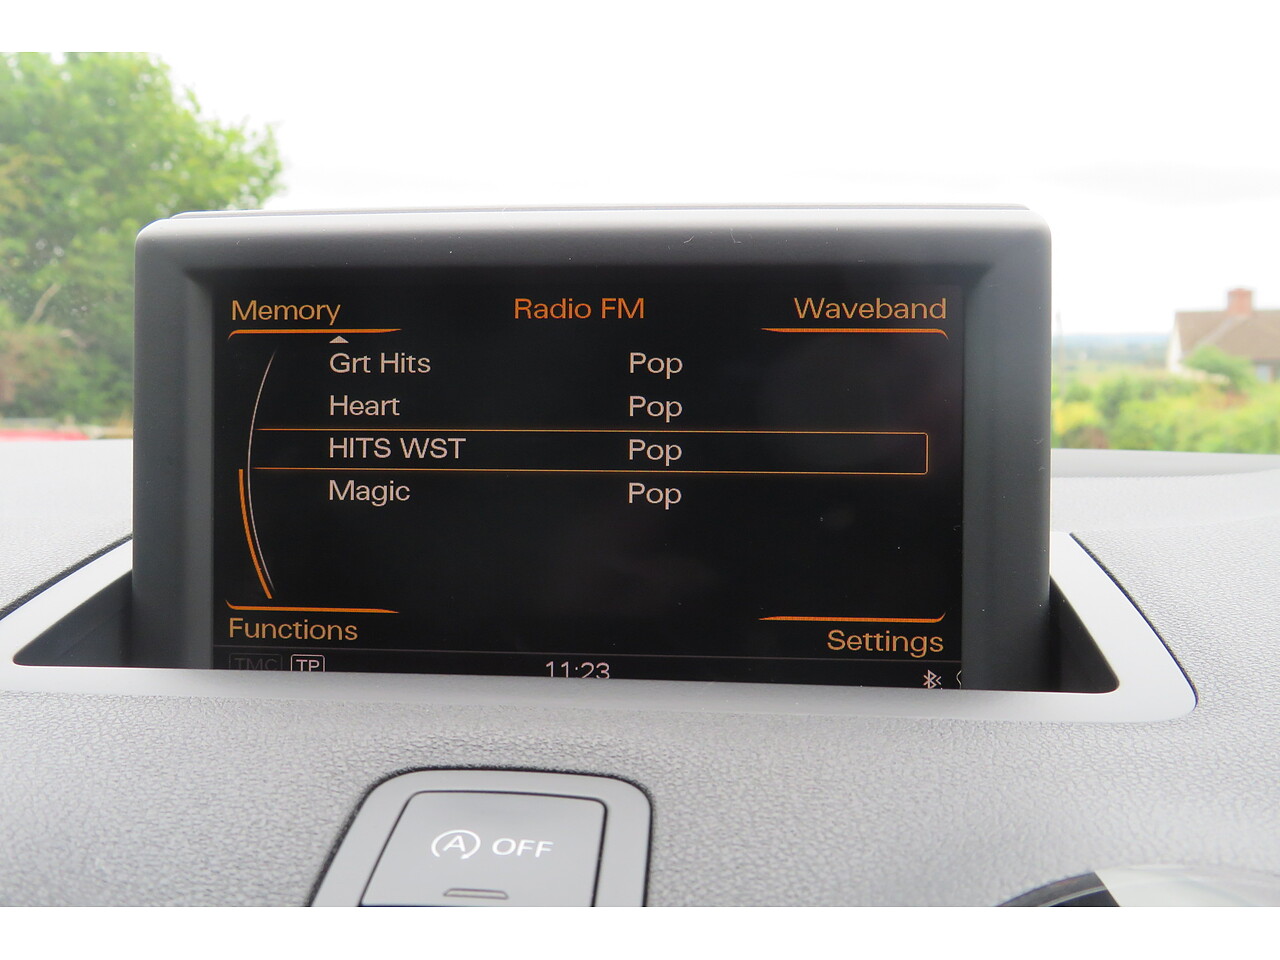 Memory Radio FM Waveband
Grt Hits Pop
Heart Pop
HITS WST Pop
Magic Pop
Functions Settings
TMC TP 11:23
A OFF